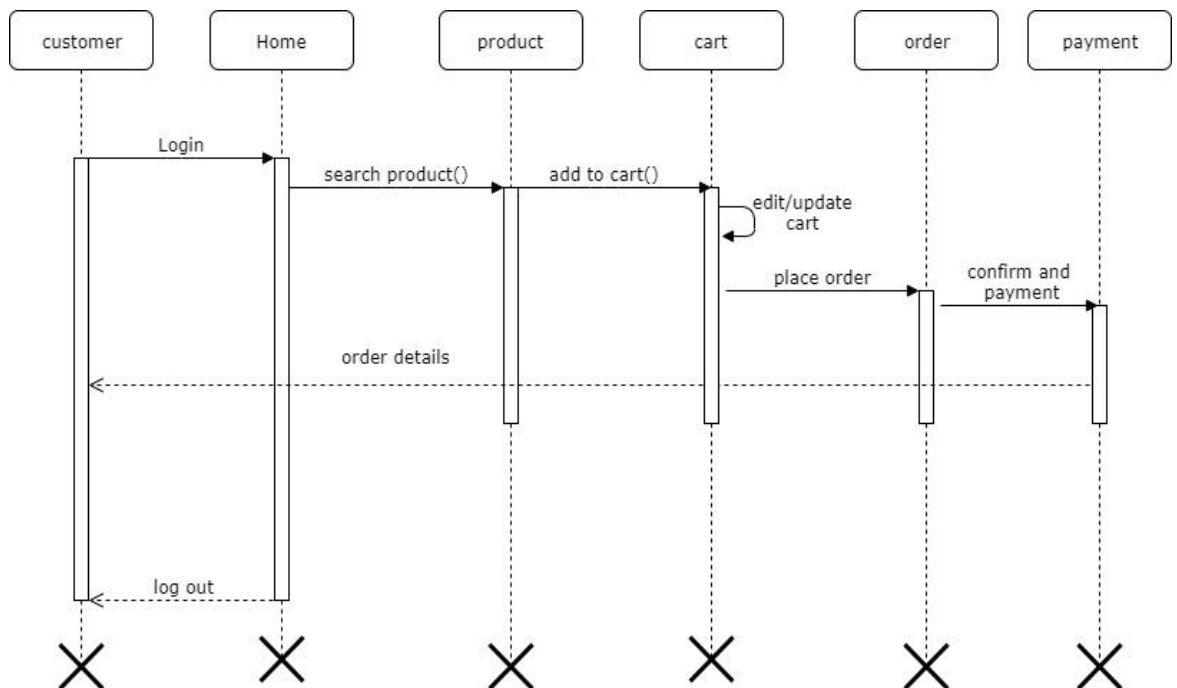 customer
Home
product
cart
order
payment
Login
search product()
add to cart()
edit/update
cart
place order
confirm and
payment
order details
log out